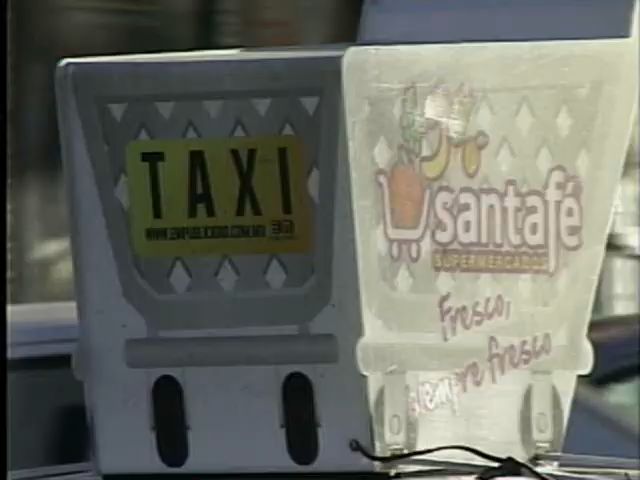 TAXI
santafé
SUPERMERCADOS
Fresco,
siempre fresco